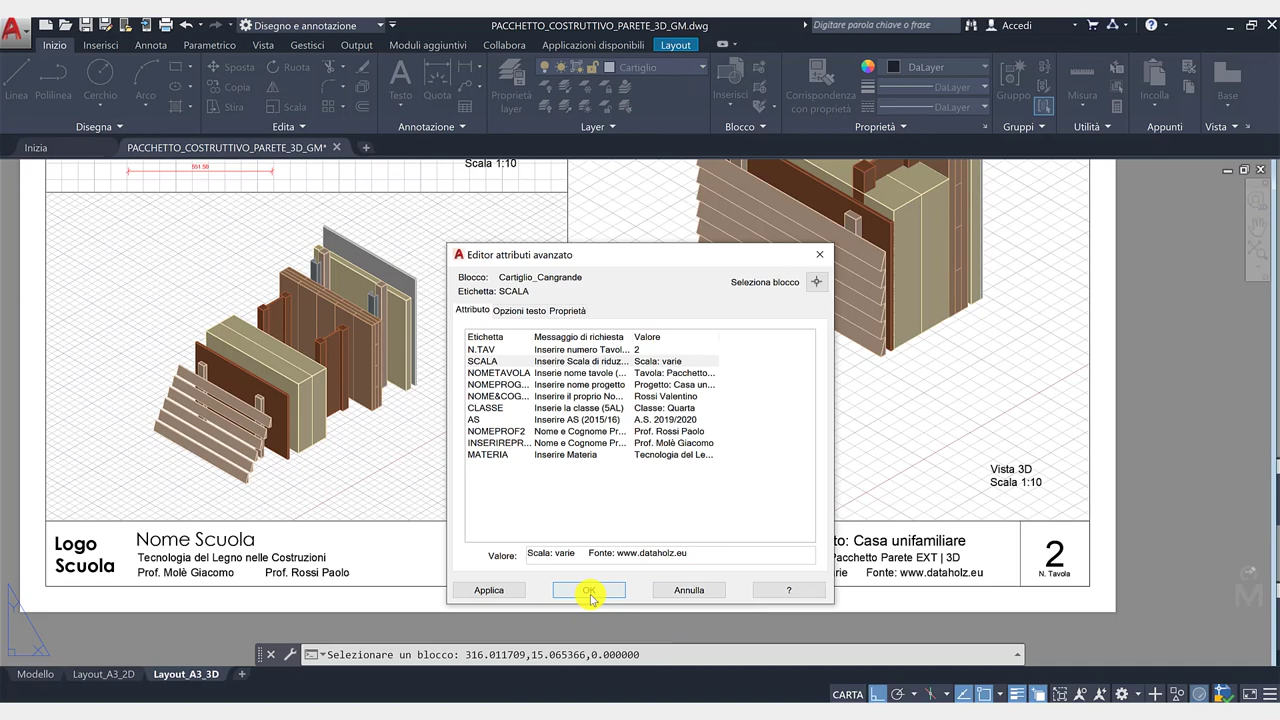 Disegno e annotazione
PACCHETTO_COSTRUTTIVO_PARETE_3D_GM.dwg
Digitare parola chiave o frase
Accedi
Inizio Inserisci Annota Parametrico Vista Gestisci Output Moduli aggiuntivi Collabora Applicazioni disponibili Layout
Linea Polilinea Cerchio Arco
Sposta Ruota
Copia
Stira Scala
Testo Quota
Proprietà layer
Cartiglio
Inserisci
Corrispondenza con proprietà
DaLayer
DaLayer
DaLayer
Gruppo Misura Incolla Base
Disegna Edita Annotazione Layer Blocco Proprietà Gruppi Utilità Appunti Vista
Inizia PACCHETTO_COSTRUTTIVO_PARETE_3D_GM*
Scala 1:10
Editor attributi avanzato
Blocco: Cartiglio_Cangrande
Etichetta: SCALA
Seleziona blocco
Attributo Opzioni testo Proprietà
Etichetta Messaggio di richiesta Valore
N.TAV Inserire numero Tavol... 2
SCALA Inserire Scala di riduz... Scala: varie
NOMETAVOLA Inserie nome tavole (... Tavola: Pacchetto...
NOMEPROG... Inserire nome progetto Progetto: Casa un...
NOME&COG... Inserire il proprio No... Rossi Valentino
CLASSE Inserie la classe (5AL) Classe: Quarta
AS Inserire AS (2015/16) A.S. 2019/2020
NOMEPROF2 Nome e Cognome Pr... Prof. Rossi Paolo
INSERIREPR... Nome e Cognome Pr... Prof. Molè Giacomo
MATERIA Inserire Materia Tecnologia del Le...
Valore: Scala: varie Fonte: www.dataholz.eu
Applica OK Annulla ?
Vista 3D
Scala 1:10
Logo
Scuola
Nome Scuola
Tecnologia del Legno nelle Costruzioni
Prof. Molè Giacomo Prof. Rossi Paolo
to: Casa unifamiliare
Pacchetto Parete EXT | 3D
rie Fonte: www.dataholz.eu
2
N. Tavola
Selezionare un blocco: 316.011709,15.065366,0.000000
Modello Layout_A3_2D Layout_A3_3D
CARTA